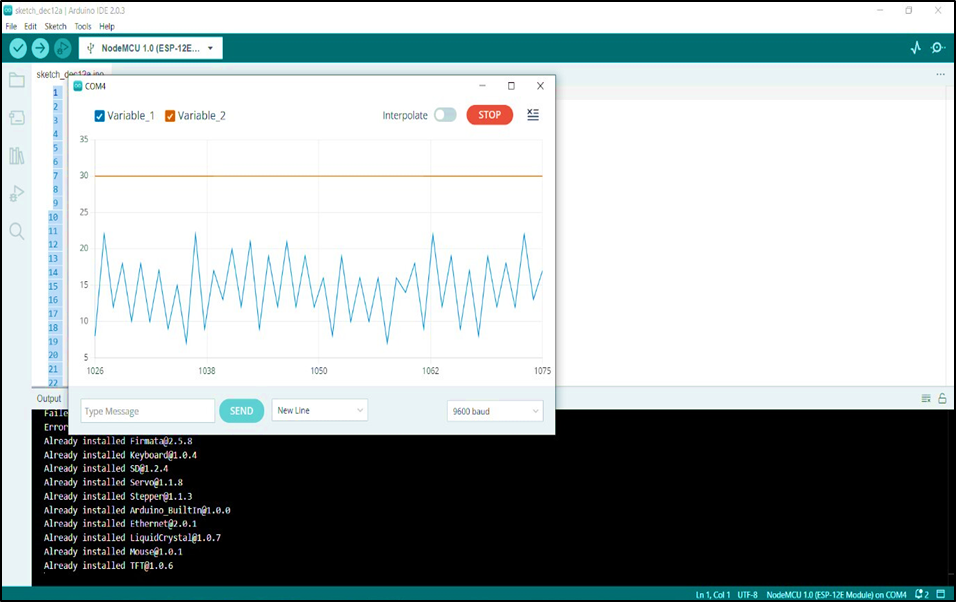 sketch_dec12a | Arduino IDE 2.0.3
File Edit Sketch Tools Help
NodeMCU 1.0 (ESP-12E...
sketch_dec12a.ino
COM4
Variable_1 Variable_2 Interpolate STOP
35
30
25
20
15
10
5
1026 1038 1050 1062 1075
Type Message SEND New Line 9600 baud
1
2
3
4
5
6
7
8
9
10
11
12
13
14
15
16
17
18
19
20
21
22
Output
Faile
Error
Already installed Firmata@2.5.8
Already installed Keyboard@1.0.4
Already installed SD@1.2.4
Already installed Servo@1.1.8
Already installed Stepper@1.1.3
Already installed Arduino_BuiltIn@1.0.0
Already installed Ethernet@2.0.1
Already installed LiquidCrystal@1.0.7
Already installed Mouse@1.0.1
Already installed TFT@1.0.6
Ln 1, Col 1 UTF-8 NodeMCU 1.0 (ESP-12E Module) on COM4 2